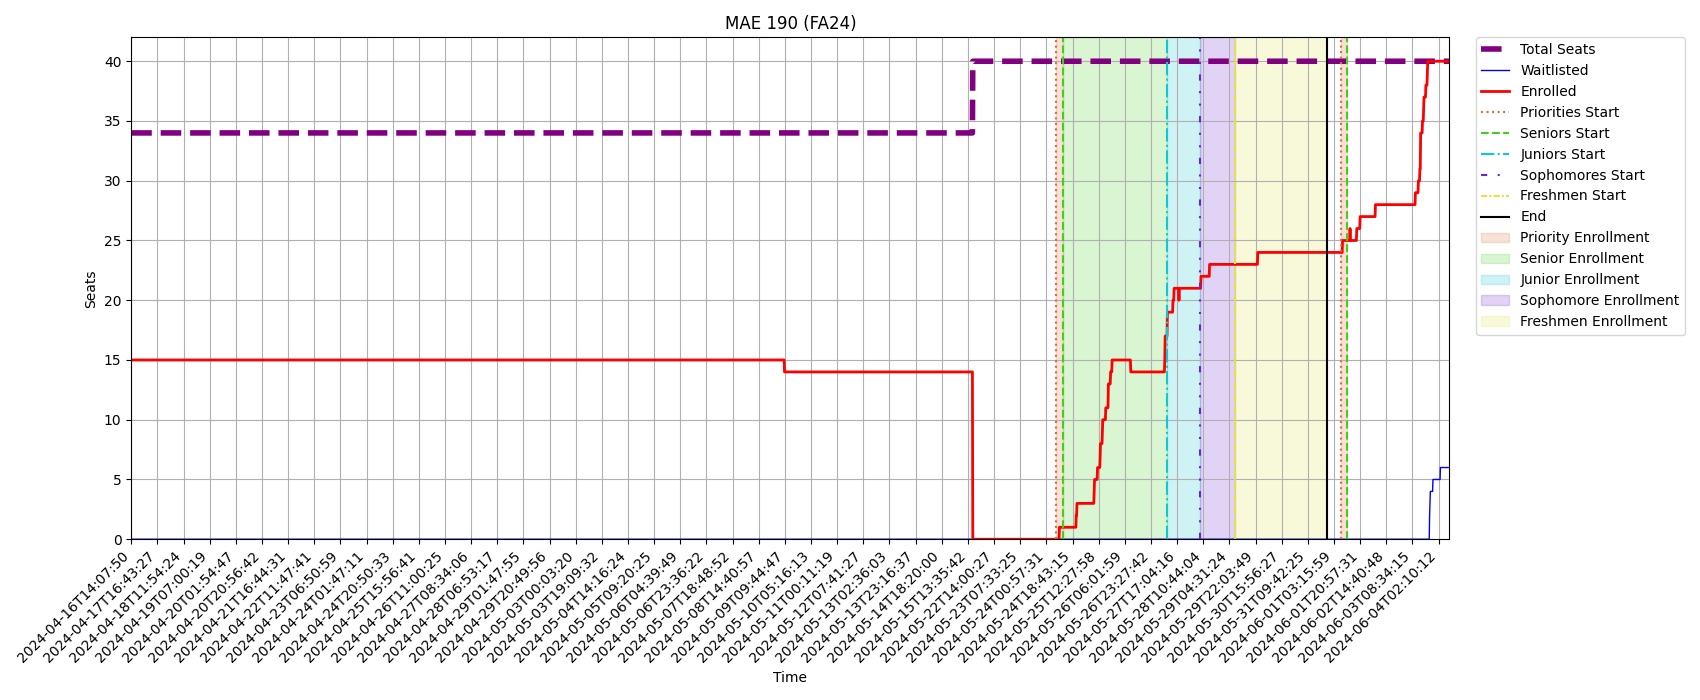 MAE 190 (FA24)
Total Seats
Waitlisted
Enrolled
Priorities Start
Seniors Start
Juniors Start
Sophomores Start
Freshmen Start
End
Priority Enrollment
Senior Enrollment
Junior Enrollment
Sophomore Enrollment
Freshmen Enrollment
Seats
40
35
30
25
20
15
10
5
0
2024-04-16T14:07:50
2024-04-17T16:43:27
2024-04-18T11:54:24
2024-04-19T07:00:19
2024-04-20T01:54:47
2024-04-20T20:56:42
2024-04-21T16:44:31
2024-04-22T11:47:41
2024-04-23T06:50:59
2024-04-24T01:47:11
2024-04-24T20:50:33
2024-04-25T15:56:41
2024-04-26T11:00:25
2024-04-27T08:34:06
2024-04-28T06:53:17
2024-04-29T01:47:55
2024-04-29T20:49:56
2024-05-03T00:03:20
2024-05-03T19:09:32
2024-05-04T14:16:24
2024-05-05T09:20:25
2024-05-06T04:39:49
2024-05-06T23:36:22
2024-05-07T18:48:52
2024-05-08T14:40:57
2024-05-09T09:44:47
2024-05-10T05:16:13
2024-05-11T00:11:19
2024-05-12T07:41:27
2024-05-13T02:36:03
2024-05-13T23:16:37
2024-05-14T18:20:00
2024-05-15T13:35:42
2024-05-22T14:00:27
2024-05-23T07:33:25
2024-05-24T00:57:31
2024-05-24T18:43:15
2024-05-25T12:27:58
2024-05-26T06:01:59
2024-05-26T23:27:42
2024-05-27T17:04:16
2024-05-28T10:44:04
2024-05-29T04:31:24
2024-05-29T22:03:49
2024-05-30T15:56:27
2024-05-31T09:42:25
2024-06-01T03:15:59
2024-06-01T20:57:31
2024-06-02T14:40:48
2024-06-03T08:34:15
2024-06-04T02:10:12
Time